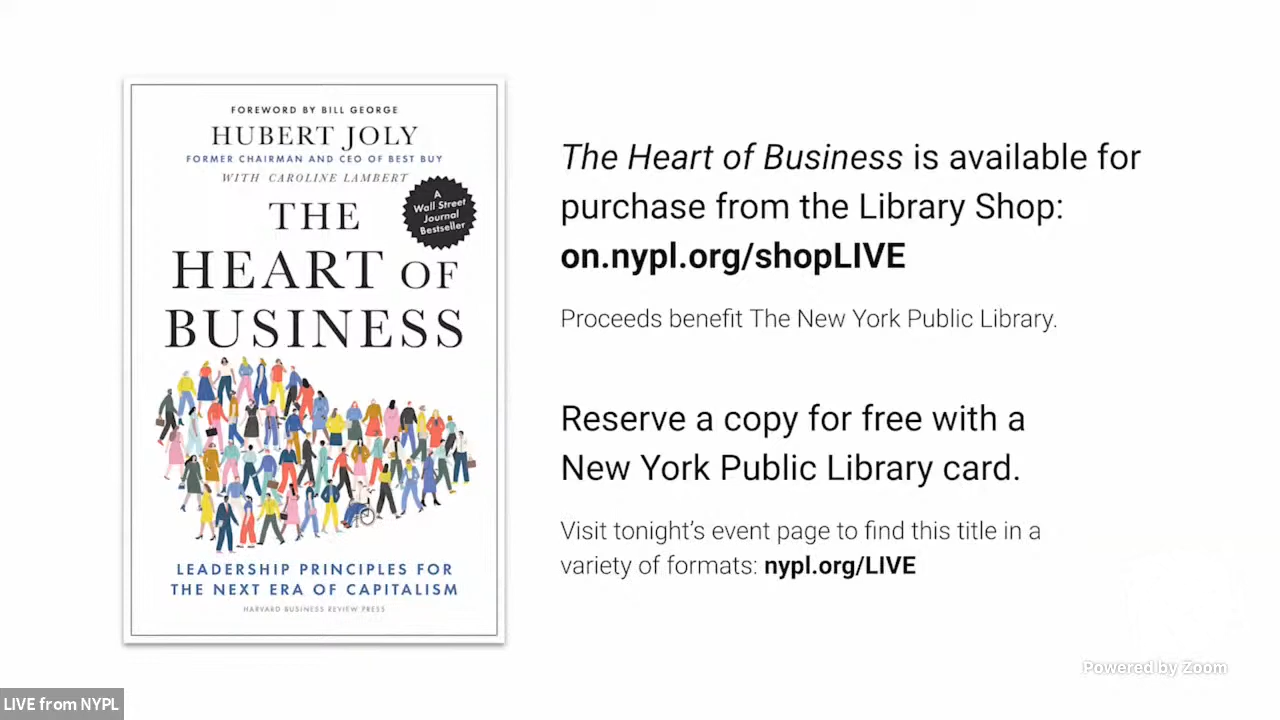 FOREWORD BY BILL GEORGE
HUBERT JOLY
FORMER CHAIRMAN AND CEO OF BEST BUY
WITH CAROLINE LAMBERT
A
Wall Street
Journal
Bestseller
THE
HEART OF
BUSINESS
LEADERSHIP PRINCIPLES FOR
THE NEXT ERA OF CAPITALISM
HARVARD BUSINESS REVIEW PRESS
The Heart of Business is available for
purchase from the Library Shop:
on.nypl.org/shopLIVE
Proceeds benefit The New York Public Library.
Reserve a copy for free with a
New York Public Library card.
Visit tonight’s event page to find this title in a
variety of formats: nypl.org/LIVE
Powered by Zoom
LIVE from NYPL